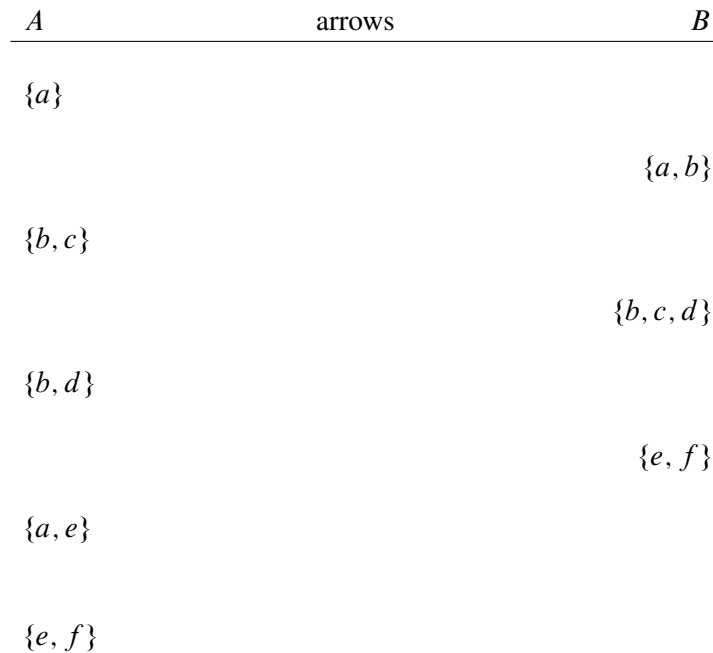 A arrows B
{a}
{a, b}
{b, c}
{b, c, d}
{b, d}
{e, f}
{a, e}
{e, f}